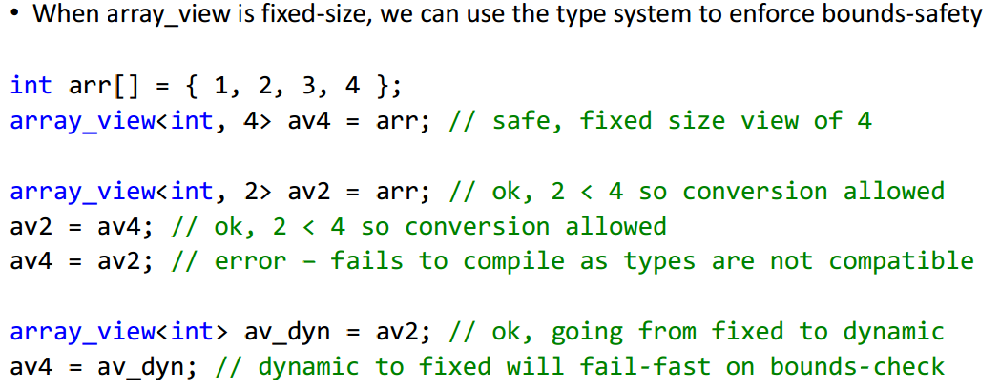 • When array_view is fixed-size, we can use the type system to enforce bounds-safety
int arr[] = { 1, 2, 3, 4 };
array_view<int, 4> av4 = arr; // safe, fixed size view of 4
array_view<int, 2> av2 = arr; // ok, 2 < 4 so conversion allowed
av2 = av4; // ok, 2 < 4 so conversion allowed
av4 = av2; // error – fails to compile as types are not compatible
array_view<int> av_dyn = av2; // ok, going from fixed to dynamic
av4 = av_dyn; // dynamic to fixed will fail-fast on bounds-check